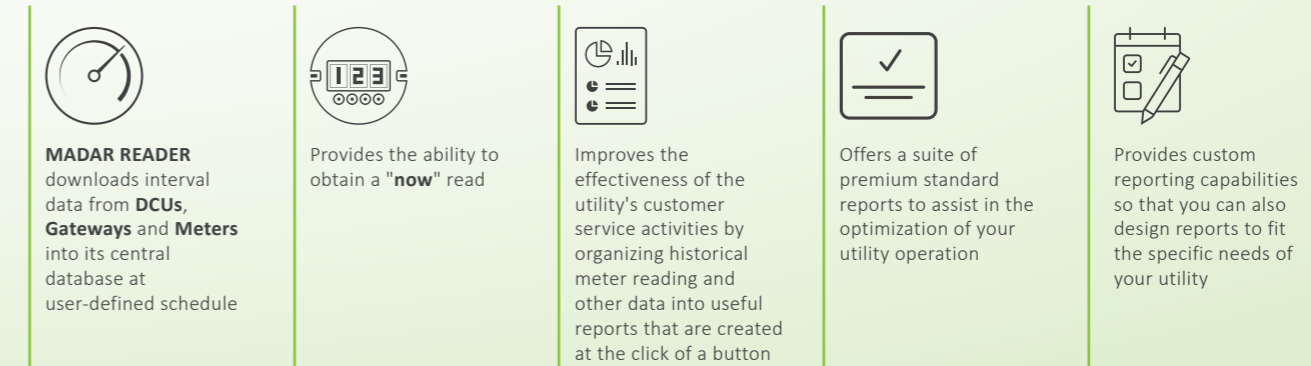 MADAR READER
downloads interval
data from DCUs,
Gateways and Meters
into its central
database at
user-defined schedule
123
Provides the ability to
obtain a "now" read
Improves the
effectiveness of the
utility's customer
service activities by
organizing historical
meter reading and
other data into useful
reports that are created
at the click of a button
Offers a suite of
premium standard
reports to assist in the
optimization of your
utility operation
Provides custom
reporting capabilities
so that you can also
design reports to fit
the specific needs of
your utility